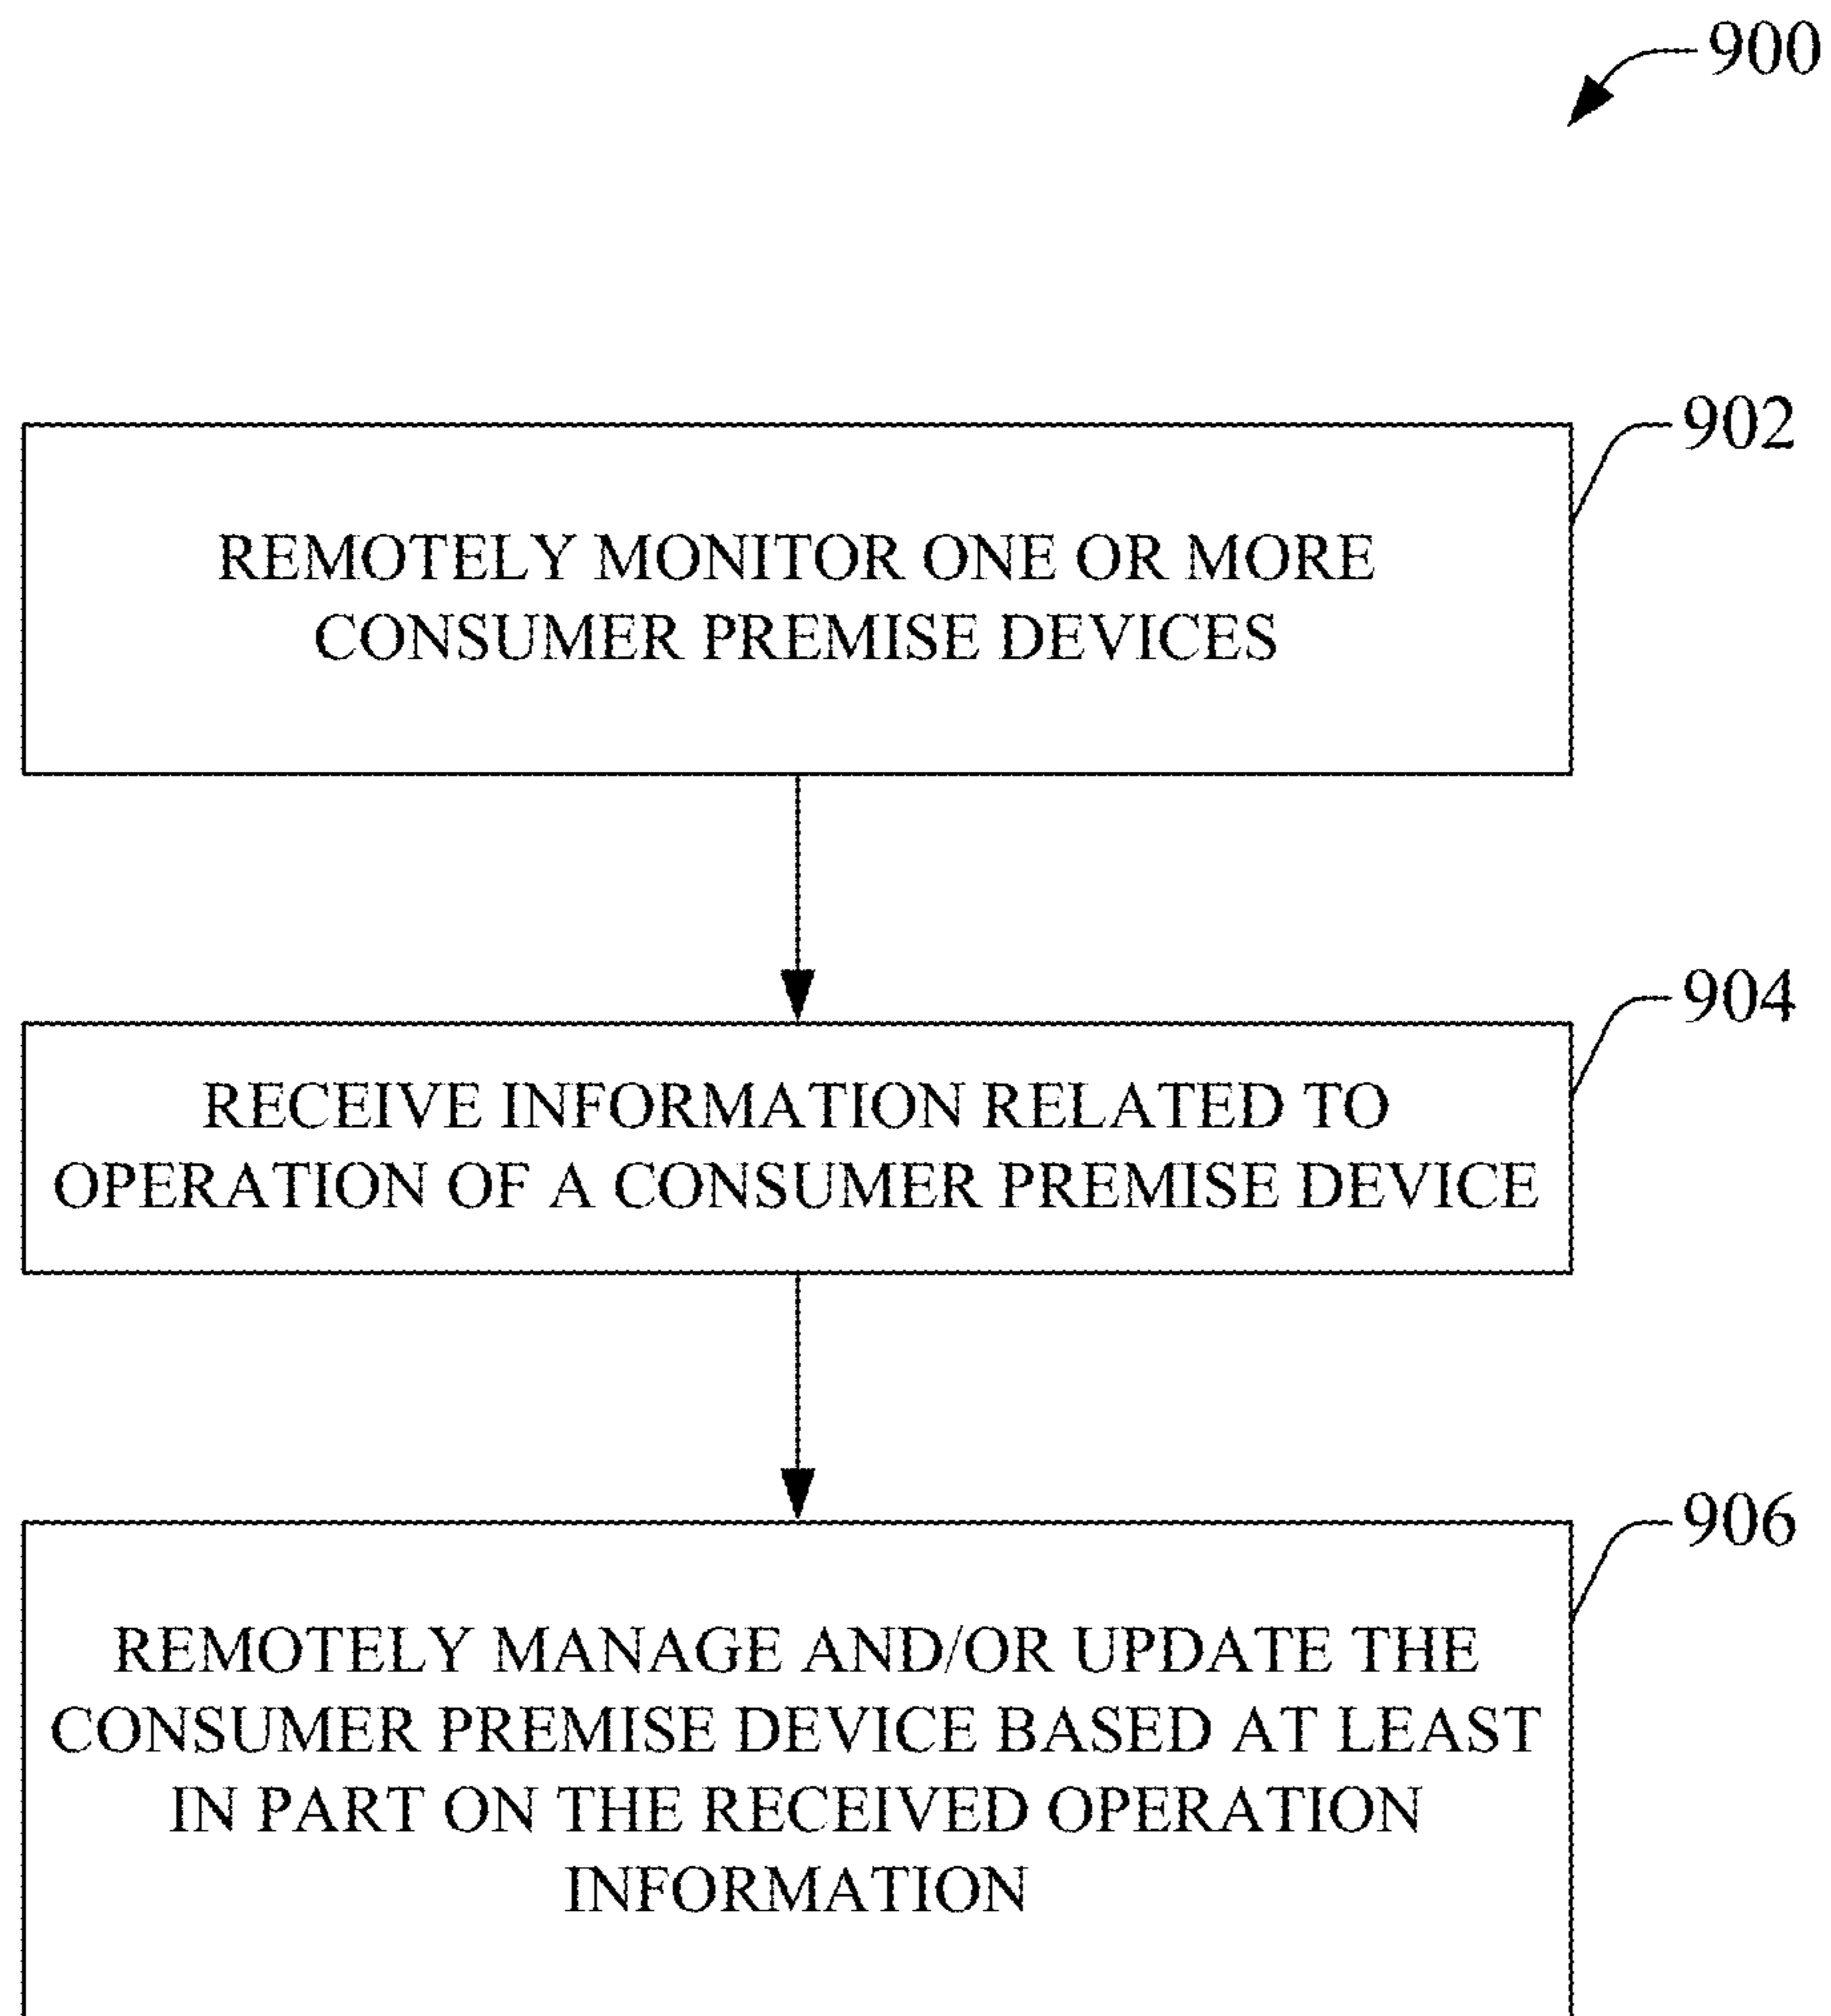 900
902
REMOTELY MONITOR ONE OR MORE
CONSUMER PREMISE DEVICES
904
RECEIVE INFORMATION RELATED TO
OPERATION OF A CONSUMER PREMISE DEVICE
906
REMOTELY MANAGE AND/OR UPDATE THE
CONSUMER PREMISE DEVICE BASED AT LEAST
IN PART ON THE RECEIVED OPERATION
INFORMATION